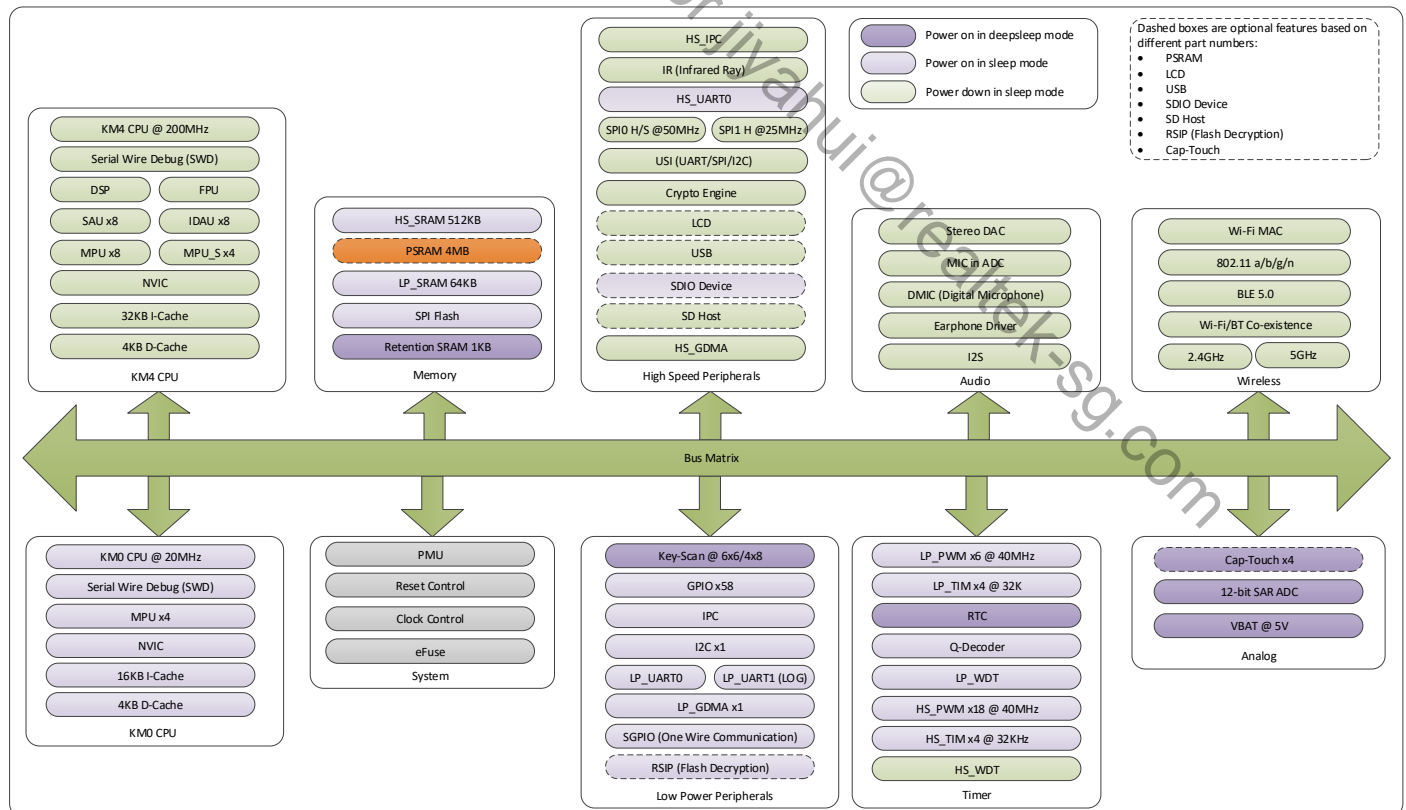 HS_IPC
IR (Infrared Ray)
HS_UART0
SPI0 H/S @50MHz
SPI1 H @25MHz
USI (UART/SPI/I2C)
Crypto Engine
LCD
USB
SDIO Device
SD Host
HS_GDMA
High Speed Peripherals
Power on in deepsleep mode
Power on in sleep mode
Power down in sleep mode
Dashed boxes are optional features based on
different part numbers:
• PSRAM
• LCD
• USB
• SDIO Device
• SD Host
• RSIP (Flash Decryption)
• Cap-Touch
KM4 CPU @ 200MHz
Serial Wire Debug (SWD)
DSP
FPU
SAU x8
IDAU x8
MPU x8
MPU_S x4
NVIC
32KB I-Cache
4KB D-Cache
KM4 CPU
HS_SRAM 512KB
PSRAM 4MB
LP_SRAM 64KB
SPI Flash
Retention SRAM 1KB
Memory
Stereo DAC
MIC in ADC
DMIC (Digital Microphone)
Earphone Driver
I2S
Audio
Wi-Fi MAC
802.11 a/b/g/n
BLE 5.0
Wi-Fi/BT Co-existence
2.4GHz
5GHz
Wireless
Bus Matrix
KM0 CPU @ 20MHz
Serial Wire Debug (SWD)
MPU x4
NVIC
16KB I-Cache
4KB D-Cache
KM0 CPU
PMU
Reset Control
Clock Control
eFuse
System
Key-Scan @ 6x6/4x8
GPIO x58
IPC
I2C x1
LP_UART0
LP_UART1 (LOG)
LP_GDMA x1
SGPIO (One Wire Communication)
RSIP (Flash Decryption)
Low Power Peripherals
LP_PWM x6 @ 40MHz
LP_TIM x4 @ 32K
RTC
Q-Decoder
LP_WDT
HS_PWM x18 @ 40MHz
HS_TIM x4 @ 32KHz
HS_WDT
Timer
Cap-Touch x4
12-bit SAR ADC
VBAT @ 5V
Analog
jiyahui@realtek-sg.com